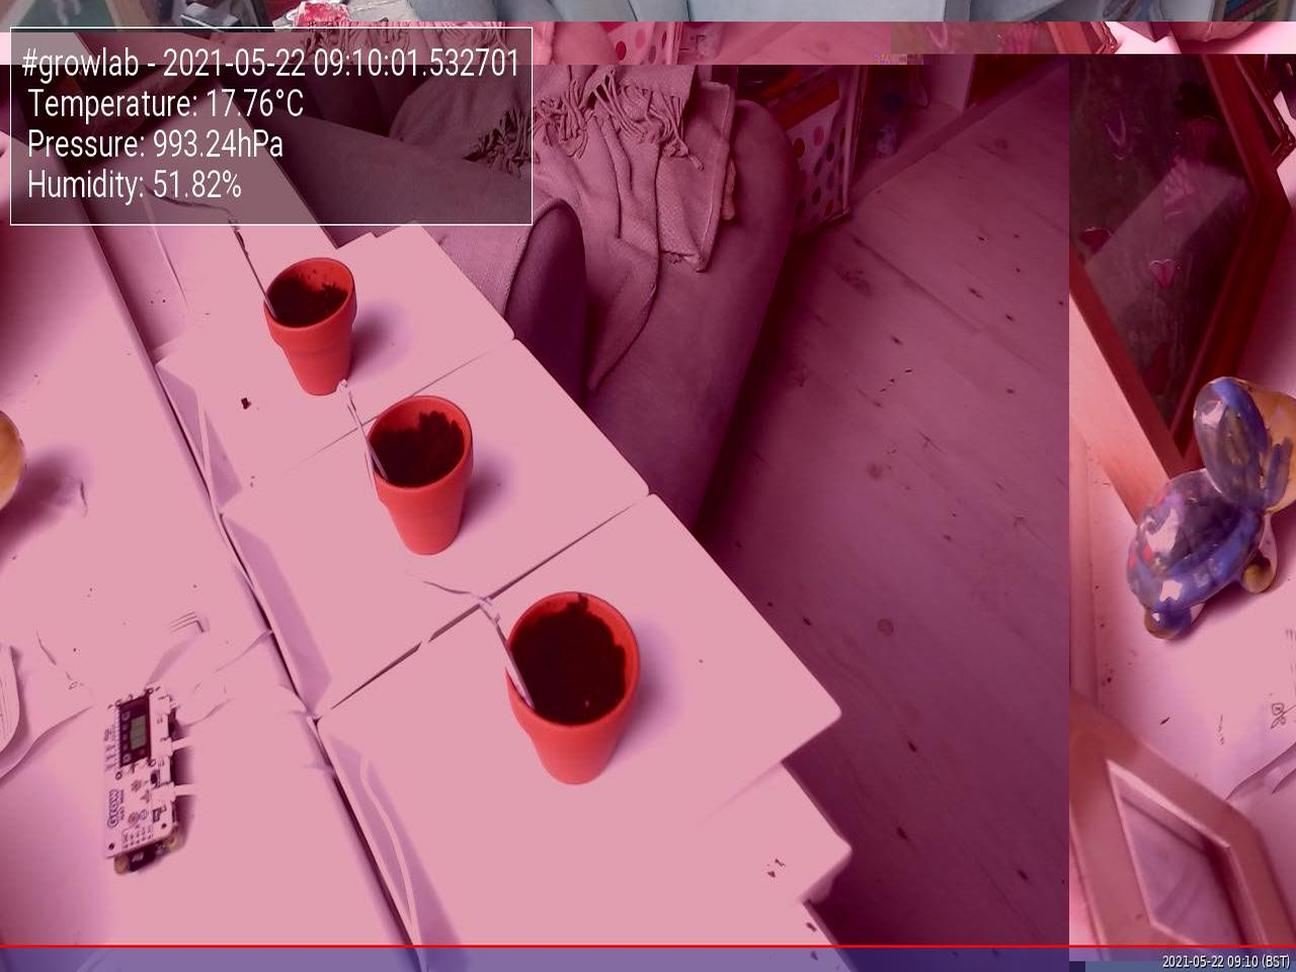 #growlab - 2021-05-22 09:10:01.532701
Temperature: 17.76°C
Pressure: 993.24hPa
Humidity: 51.82%
Grow
2021-05-22 09:10 (BST)